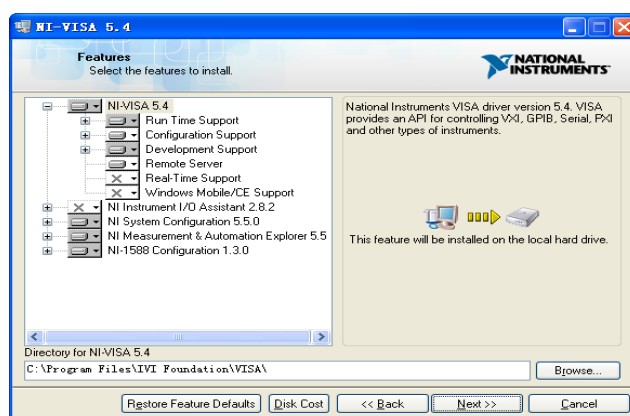 NI-VISA 5.4
Features
Select the features to install.
NATIONAL
INSTRUMENTS™
NI-VISA 5.4
Run Time Support
Configuration Support
Development Support
Remote Server
Real-Time Support
Windows Mobile/CE Support
NI Instrument I/O Assistant 2.8.2
NI System Configuration 5.5.0
NI Measurement & Automation Explorer 5.5
NI-1588 Configuration 1.3.0
National Instruments VISA driver version 5.4. VISA
provides an API for controlling VXI, GPIB, Serial, PXI
and other types of instruments.
This feature will be installed on the local hard drive.
Directory for NI-VISA 5.4
C:\Program Files\IVI Foundation\VISA\
Browse...
Restore Feature Defaults
Disk Cost
<< Back
Next >>
Cancel